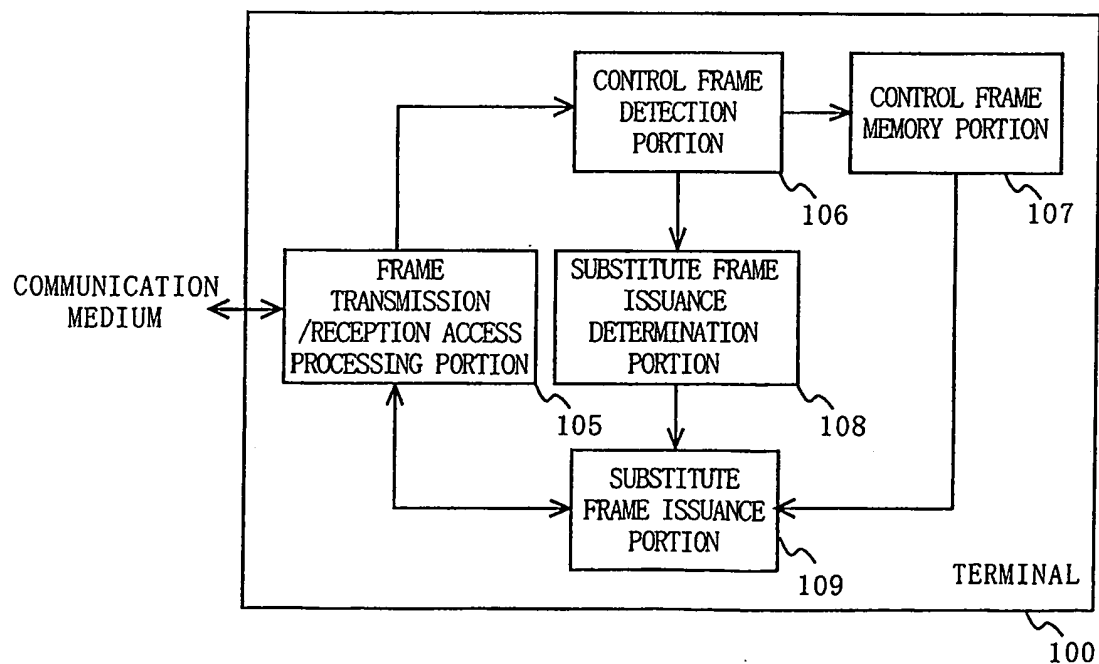 CONTROL FRAME
DETECTION
PORTION
106
CONTROL FRAME
MEMORY PORTION
107
COMMUNICATION
MEDIUM
FRAME
TRANSMISSION
/RECEPTION ACCESS
PROCESSING PORTION
105
SUBSTITUTE FRAME
ISSUANCE
DETERMINATION
PORTION
108
SUBSTITUTE
FRAME ISSUANCE
PORTION
109
TERMINAL
100